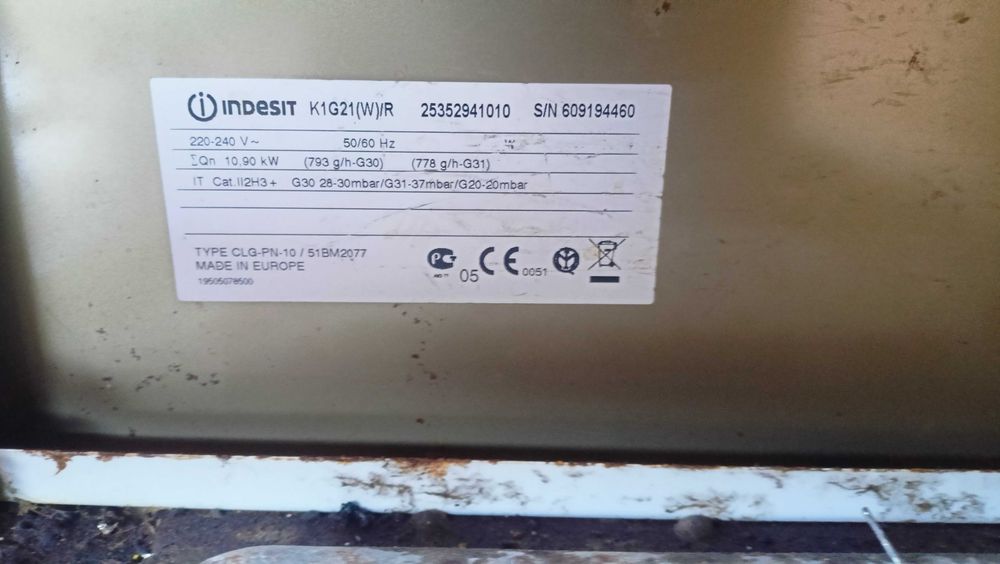 indesit K1G21(W)/R 25352941010 S/N 609194460
220-240 V~ 50/60 Hz W
ΣQn 10,90 kW (793 g/h-G30) (778 g/h-G31)
IT Cat.II2H3+ G30 28-30mbar/G31-37mbar/G20-20mbar
TYPE CLG-PN-10 / 51BM2077
MADE IN EUROPE
19505078500
05 CE 0051